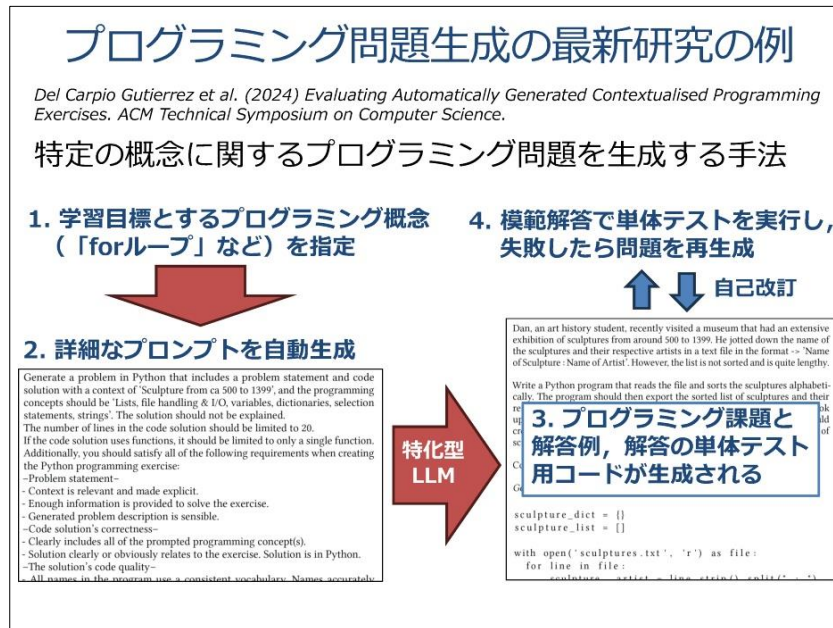 プログラミング問題生成の最新研究の例
Del Carpio Gutierrez et al. (2024) Evaluating Automatically Generated Contextualised Programming
Exercises. ACM Technical Symposium on Computer Science.
特定の概念に関するプログラミング問題を生成する手法
1. 学習目標とするプログラミング概念
（「forループ」など）を指定
2. 詳細なプロンプトを自動生成
Generate a problem in Python that includes a problem statement and code
solution with a context of 'Sculpture from ca 500 to 1399', and the programming
concepts should be 'Lists, file handling & I/O, variables, dictionaries, selection
statements, strings'. The solution should not be explained.
The number of lines in the code solution should be limited to 20.
If the code solution uses functions, it should be limited to only a single function.
Additionally, you should satisfy all of the following requirements when creating
the Python programming exercise:
–Problem statement–
- Context is relevant and made explicit.
- Enough information is provided to solve the exercise.
- Generated problem description is sensible.
–Code solution's correctness–
- Clearly includes all of the prompted programming concept(s).
- Solution clearly or obviously relates to the exercise. Solution is in Python.
–The solution's code quality–
- All names in the program use a consistent vocabulary. Names accurately
特化型
LLM
4. 模範解答で単体テストを実行し,
失敗したら問題を再生成
自己改訂
Dan, an art history student, recently visited a museum that had an extensive
exhibition of sculptures from around 500 to 1399. He jotted down the name of
the sculptures and their respective artists in a text file in the format -> 'Name
of Sculpture : Name of Artist'. However, the list is not sorted and is quite lengthy.
Write a Python program that reads the file and sorts the sculptures alphabeti-
cally. The program should then export the sorted list of sculptures and their
3. プログラミング課題と
解答例，解答の単体テスト
用コードが生成される
sculpture_dict = {}
sculpture_list = []
with open('sculptures.txt', 'r') as file:
for line in file:
sculpture, artist = line.strip().split(" : ")